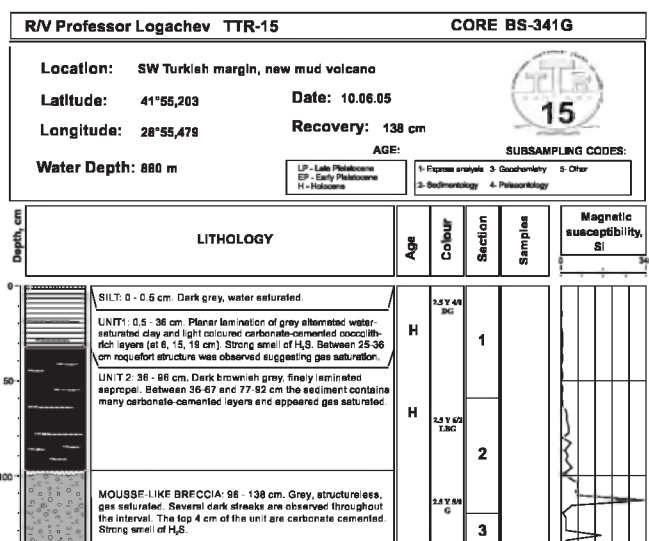 R/V Professor Logachev TTR-15 CORE BS-341G
Location: SW Turkish margin, new mud volcano
Latitude: 41°55,203 Date: 10.06.05
Longitude: 28°55,479 Recovery: 138 cm
Water Depth: 880 m
TTR
15
AGE:
LP - Late Pleistocene
EP - Early Pleistocene
H - Holocene
SUBSAMPLING CODES:
1- Express analysis 3- Geochemistry 5- Other
2- Sedimentology 4- Paleontology
Depth, cm
LITHOLOGY
Age
Colour
Section
Samples
Magnetic
susceptibility,
SI
0
SILT: 0 - 0.5 cm. Dark grey, water saturated.
UNIT1: 0.5 - 36 cm. Planar lamination of grey alternated water-
saturated clay and light coloured carbonate-cemented coccolith-
rich layers (at 6, 15, 19 cm). Strong smell of H₂S. Between 25-36
cm roquefort structure was observed suggesting gas saturation.
H
2.5 Y 4/1
DG
1
50
UNIT 2: 36 - 96 cm. Dark brownish grey, finely laminated
sapropel. Between 36-67 and 77-92 cm the sediment contains
many carbonate-cemented layers and appeared gas saturated.
H
2.5 Y 6/2
LBG
2
100
MOUSSE-LIKE BRECCIA: 96 - 138 cm. Grey, structureless,
gas saturated. Several dark streaks are observed throughout
the interval. The top 4 cm of the unit are carbonate cemented.
Strong smell of H₂S.
G
3